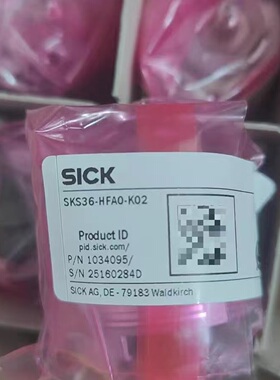 SICK
SKS36-HFA0-K02
Product ID
pid.sick.com/
P/N 1034095/
S/N 25160284D
SICK AG, DE - 79183 Waldkirch